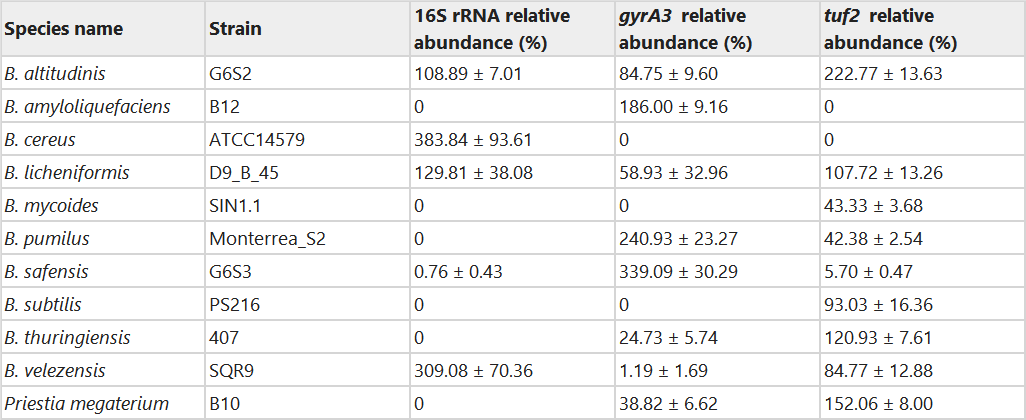 Species name Strain 16S rRNA relative abundance (%) gyrA3 relative abundance (%) tuf2 relative abundance (%)
B. altitudinis G6S2 108.89 ± 7.01 84.75 ± 9.60 222.77 ± 13.63
B. amyloliquefaciens B12 0 186.00 ± 9.16 0
B. cereus ATCC14579 383.84 ± 93.61 0 0
B. licheniformis D9_B_45 129.81 ± 38.08 58.93 ± 32.96 107.72 ± 13.26
B. mycoides SIN1.1 0 0 43.33 ± 3.68
B. pumilus Monterrea_S2 0 240.93 ± 23.27 42.38 ± 2.54
B. safensis G6S3 0.76 ± 0.43 339.09 ± 30.29 5.70 ± 0.47
B. subtilis PS216 0 0 93.03 ± 16.36
B. thuringiensis 407 0 24.73 ± 5.74 120.93 ± 7.61
B. velezensis SQR9 309.08 ± 70.36 1.19 ± 1.69 84.77 ± 12.88
Priestia megaterium B10 0 38.82 ± 6.62 152.06 ± 8.00